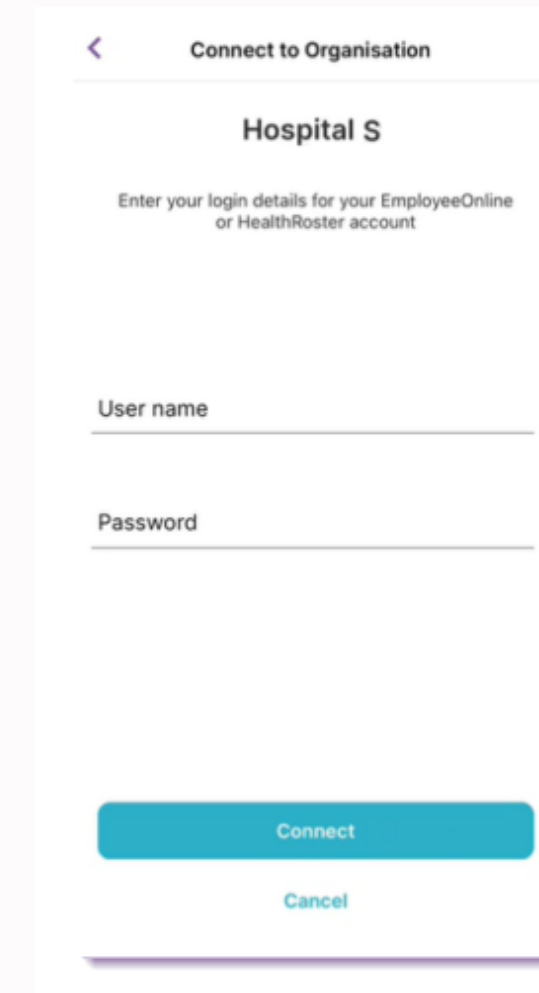 Connect to Organisation
Hospital S
Enter your login details for your EmployeeOnline
or HealthRoster account
User name
Password
Connect
Cancel